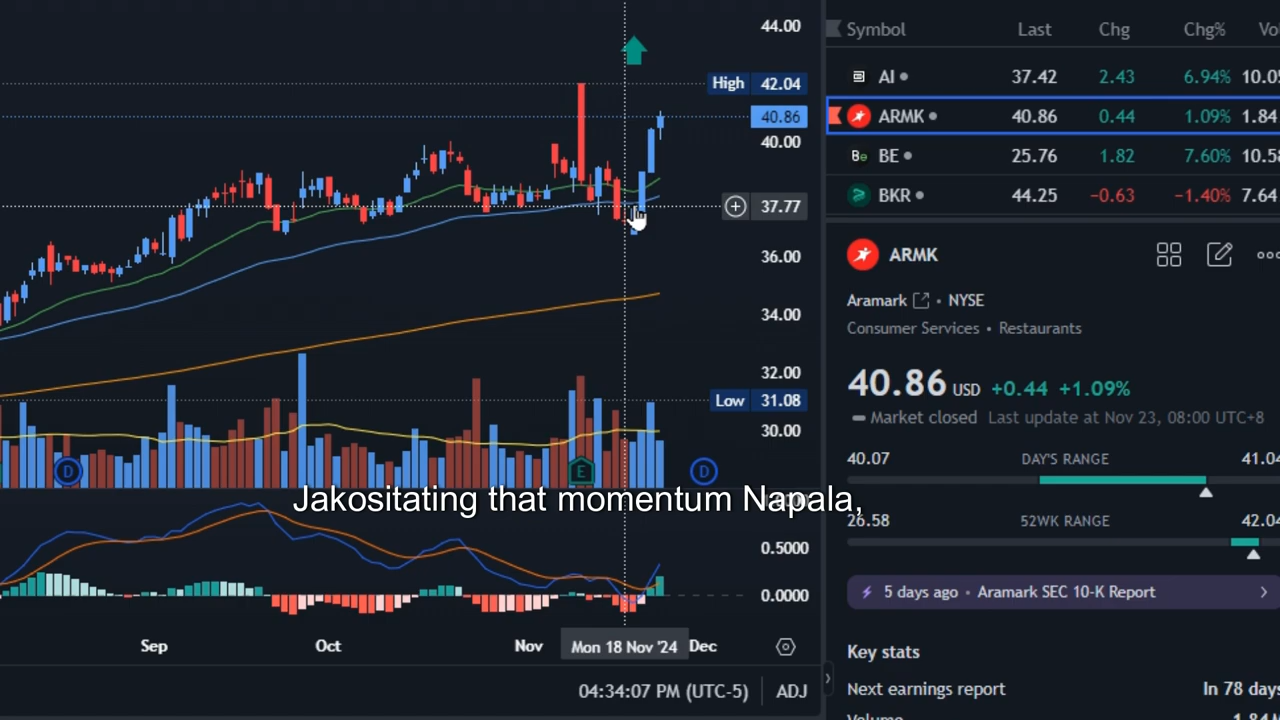 44.00
High 42.04
40.86
40.00
37.77
36.00
34.00
32.00
Low 31.08
30.00
D
E
D
Jakositating that momentum Napala,
0.5000
0.0000
Sep Oct Nov Mon 18 Nov '24 Dec
04:34:07 PM (UTC-5) ADJ
Symbol Last Chg Chg%
AI 37.42 2.43 6.94% 10.05
ARMK 40.86 0.44 1.09% 1.84
Be BE 25.76 1.82 7.60% 10.58
BKR 44.25 -0.63 -1.40% 7.64
ARMK
Aramark • NYSE
Consumer Services • Restaurants
40.86 USD +0.44 +1.09%
Market closed Last update at Nov 23, 08:00 UTC+8
40.07 DAY'S RANGE 41.04
26.58 52WK RANGE 42.04
5 days ago • Aramark SEC 10-K Report
Key stats
Next earnings report In 78 days